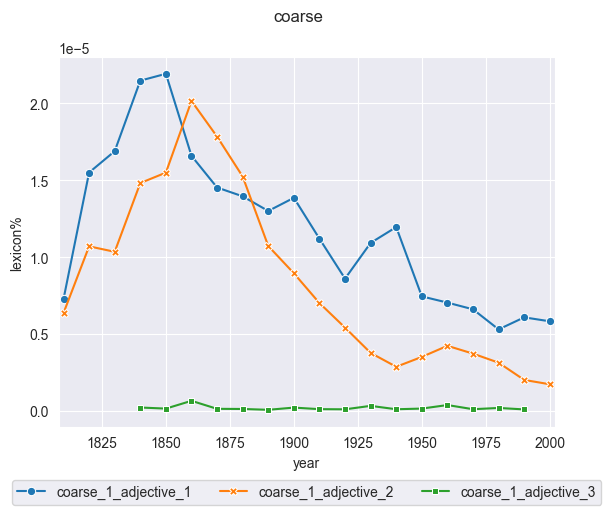 coarse
1e−5
2.0
1.5
1.0
0.5
0.0
lexicon%
1825 1850 1875 1900 1925 1950 1975 2000
year
coarse_1_adjective_1 coarse_1_adjective_2 coarse_1_adjective_3